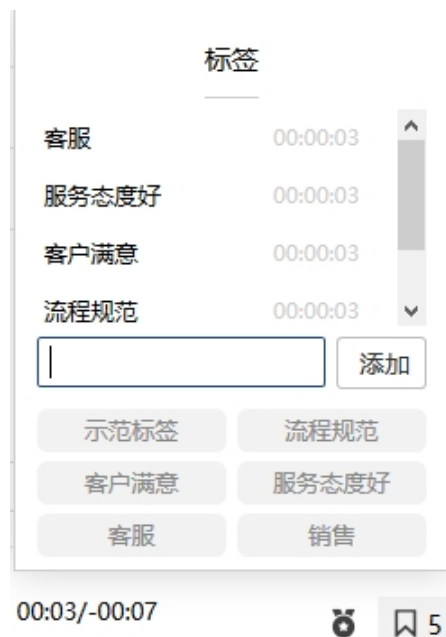 标签
客服 00:00:03
服务态度好 00:00:03
客户满意 00:00:03
流程规范 00:00:03
添加
示范标签 流程规范
客户满意 服务态度好
客服 销售
00:03/-00:07 5